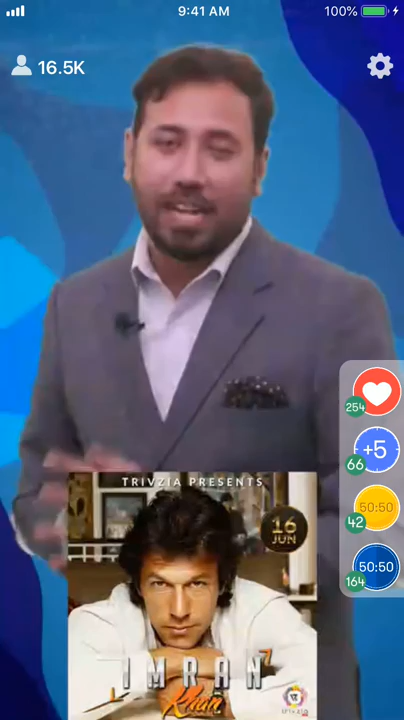 9:41 AM
100%
16.5K
254
+5
66
50:50
42
50:50
164
TRIVZIA PRESENTS
16
JUN
IMRAN
Khan